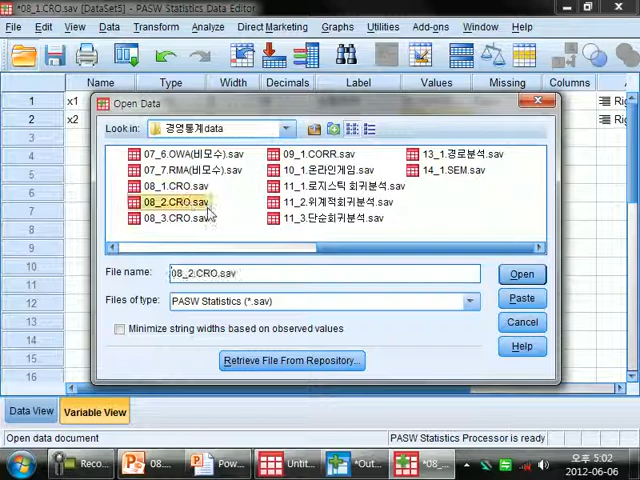 *08_1.CRO.sav [DataSet5] - PASW Statistics Data Editor
File Edit View Data Transform Analyze Direct Marketing Graphs Utilities Add-ons Window Help
Name Type Width Decimals Label Values Missing Columns A
1 x1 Rig
2 x2 Rig
Open Data
Look in: 경영통계data
07_6.OWA(비모수).sav 09_1.CORR.sav 13_1.경로분석.sav
07_7.RMA(비모수).sav 10_1.온라인게임.sav 14_1.SEM.sav
08_1.CRO.sav 11_1.로지스틱 회귀분석.sav
08_2.CRO.sav 11_2.위계적회귀분석.sav
08_3.CRO.sav 11_3.단순회귀분석.sav
File name: 08_2.CRO.sav Open
Files of type: PASW Statistics (*.sav) Paste
Minimize string widths based on observed values Cancel
Retrieve File From Repository... Help
3
4
5
6
7
8
9
10
11
12
13
14
15
16
Data View Variable View
Open data document PASW Statistics Processor is ready
Reco... 08.... Pow... Untit... *Out... *08_... 오후 5:02
2012-06-06